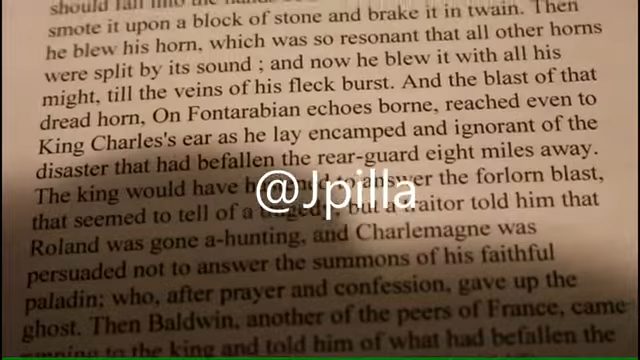 should fall into the
smote it upon a block of stone and brake it in twain. Then
he blew his horn, which was so resonant that all other horns
were split by its sound ; and now he blew it with all his
might, till the veins of his fleck burst. And the blast of that
dread horn, On Fontarabian echoes borne, reached even to
King Charles's ear as he lay encamped and ignorant of the
disaster that had befallen the rear-guard eight miles away.
The king would have to answer the forlorn blast,
that seemed to tell of a tragedy, but a traitor told him that
@Jpilla
Roland was gone a-hunting, and Charlemagne was
persuaded not to answer the summons of his faithful
paladin; who, after prayer and confession, gave up the
ghost. Then Baldwin, another of the peers of France, came
to the king and told him of what had befallen the